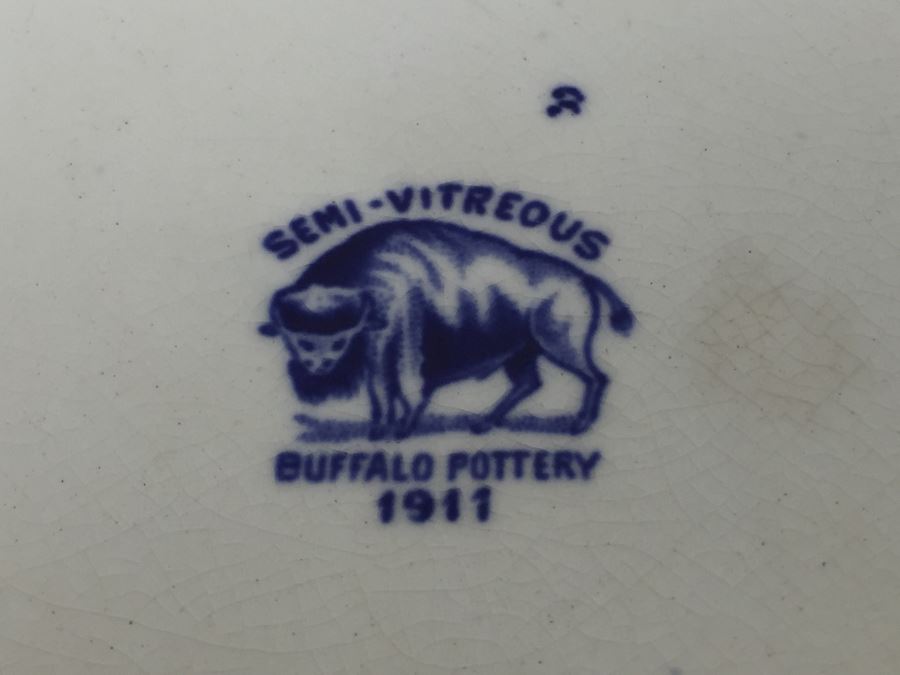 SEMI-VITREOUS
BUFFALO POTTERY
1911